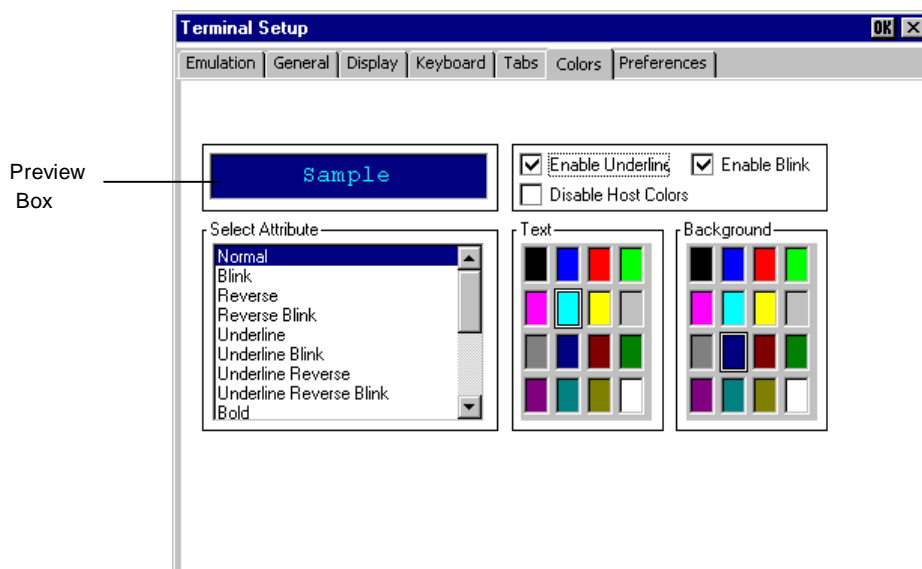 Terminal Setup OK
Emulation General Display Keyboard Tabs Colors Preferences
Preview
Box
Sample
Enable Underline Enable Blink
Disable Host Colors
Select Attribute
Normal
Blink
Reverse
Reverse Blink
Underline
Underline Blink
Underline Reverse
Underline Reverse Blink
Bold
Text
Background